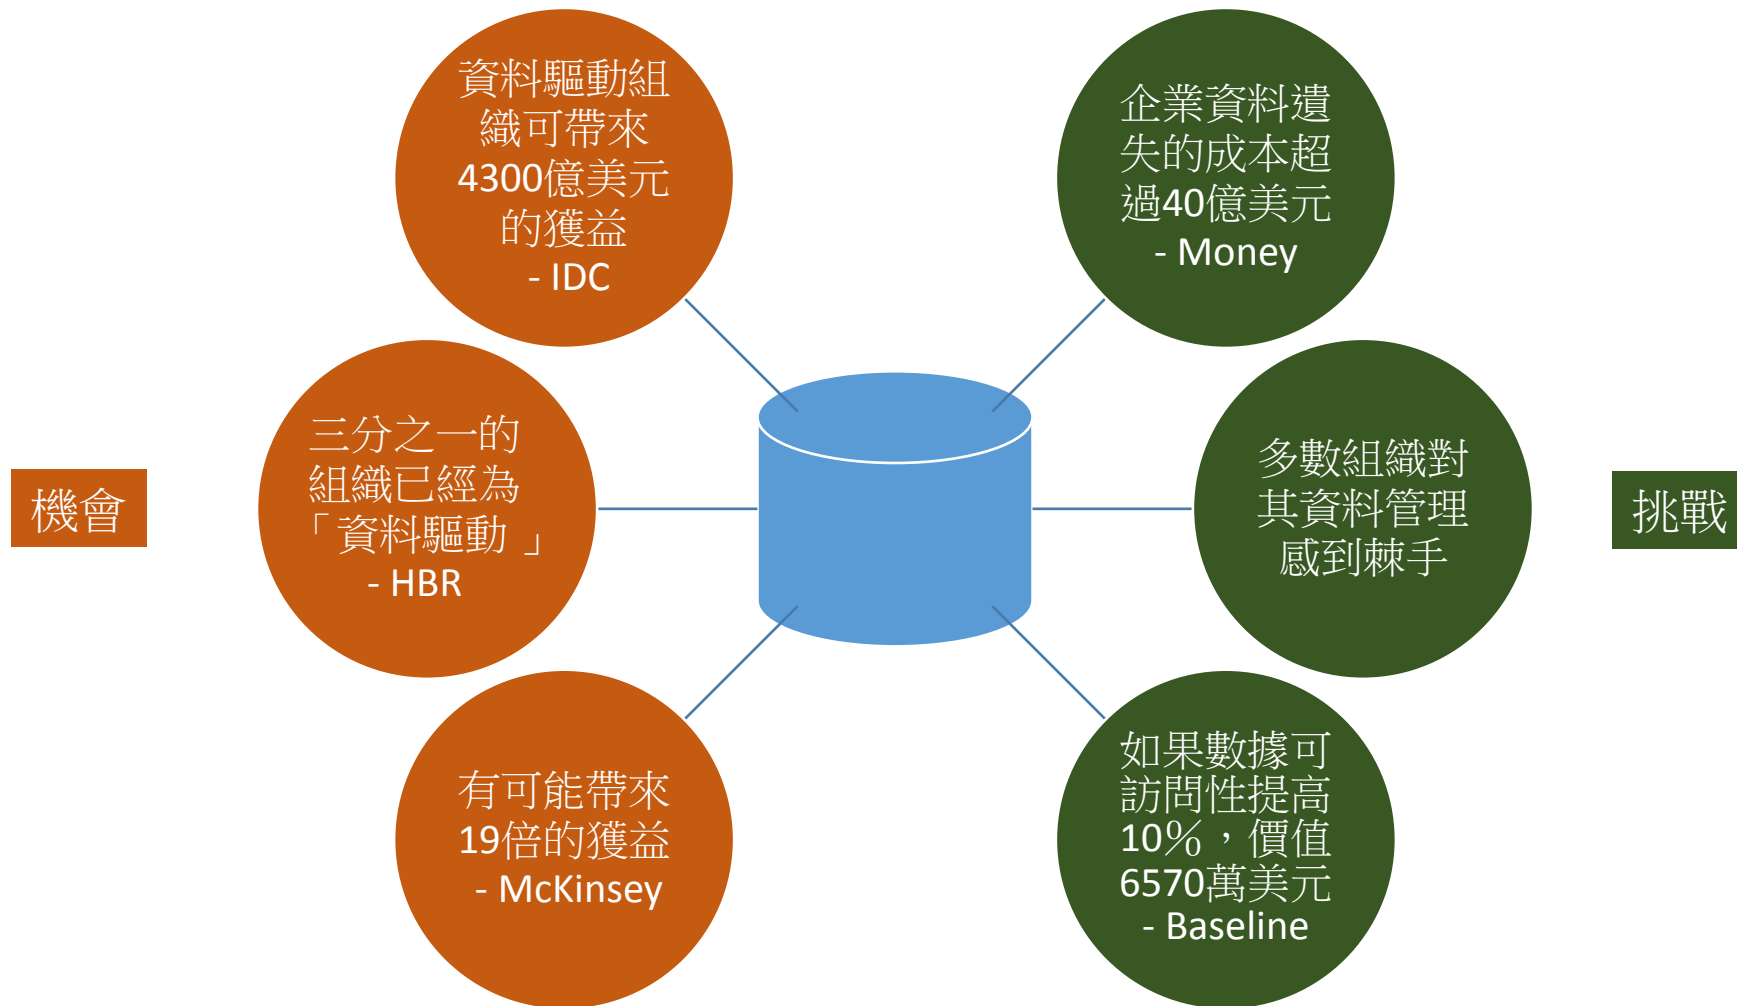 機會
資料驅動組
織可帶來
4300億美元
的獲益
- IDC
三分之一的
組織已經為
「資料驅動 」
- HBR
有可能帶來
19倍的獲益
- McKinsey
企業資料遺
失的成本超
過40億美元
- Money
多數組織對
其資料管理
感到棘手
如果數據可
訪問性提高
10％，價值
6570萬美元
- Baseline
挑戰